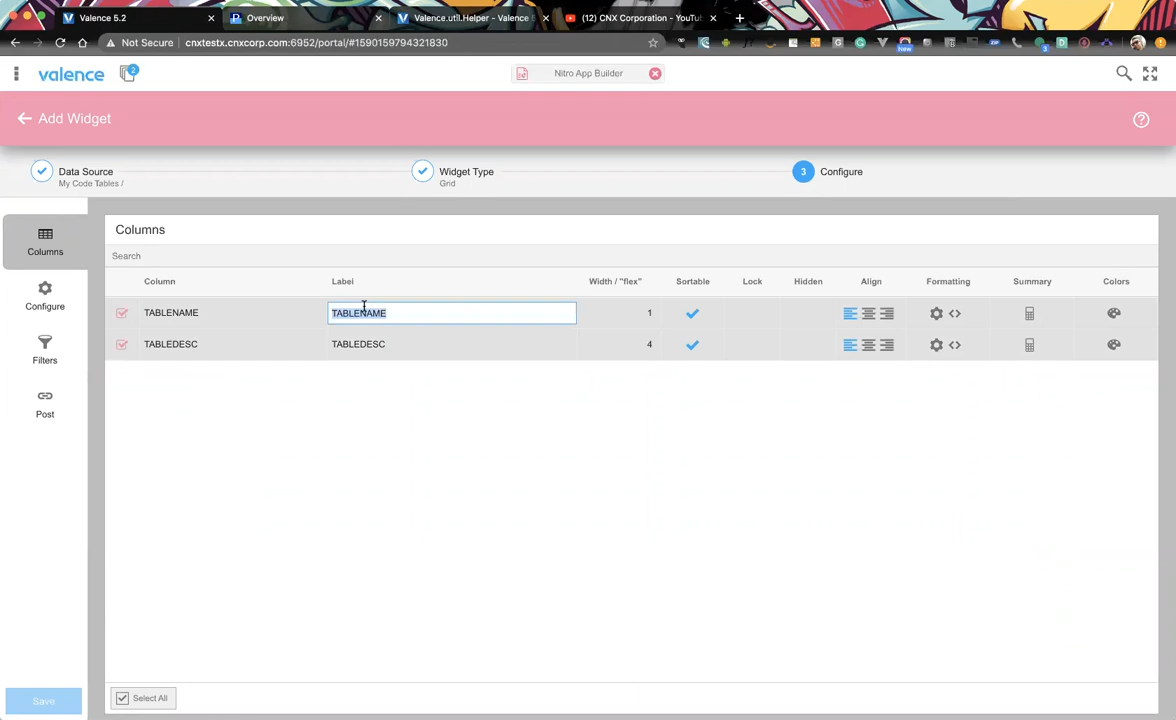 Valence 5.2
Overview
Valence.util.Helper - Valence
(12) CNX Corporation - YouTu
Not Secure
cnxtestx.cnxcorp.com:6952/portal/#1590159794321830
New
valence
2
Nitro App Builder
Add Widget
Data Source
My Code Tables /
Widget Type
Grid
3
Configure
Columns
Configure
Filters
Post
Save
Columns
Search
Column Label Width / "flex" Sortable Lock Hidden Align Formatting Summary Colors
TABLENAME TABLENAME 1
TABLEDESC TABLEDESC 4
Select All